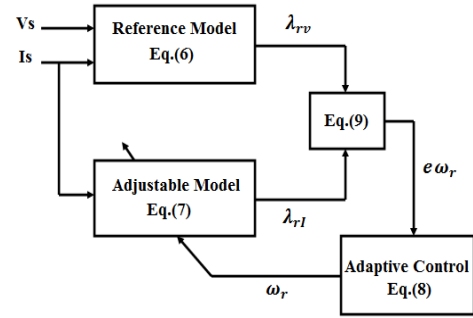 Vs
Is
Reference Model
Eq.(6)
λrv
Eq.(9)
Adjustable Model
Eq.(7)
λrI
e ωr
Adaptive Control
Eq.(8)
ωr